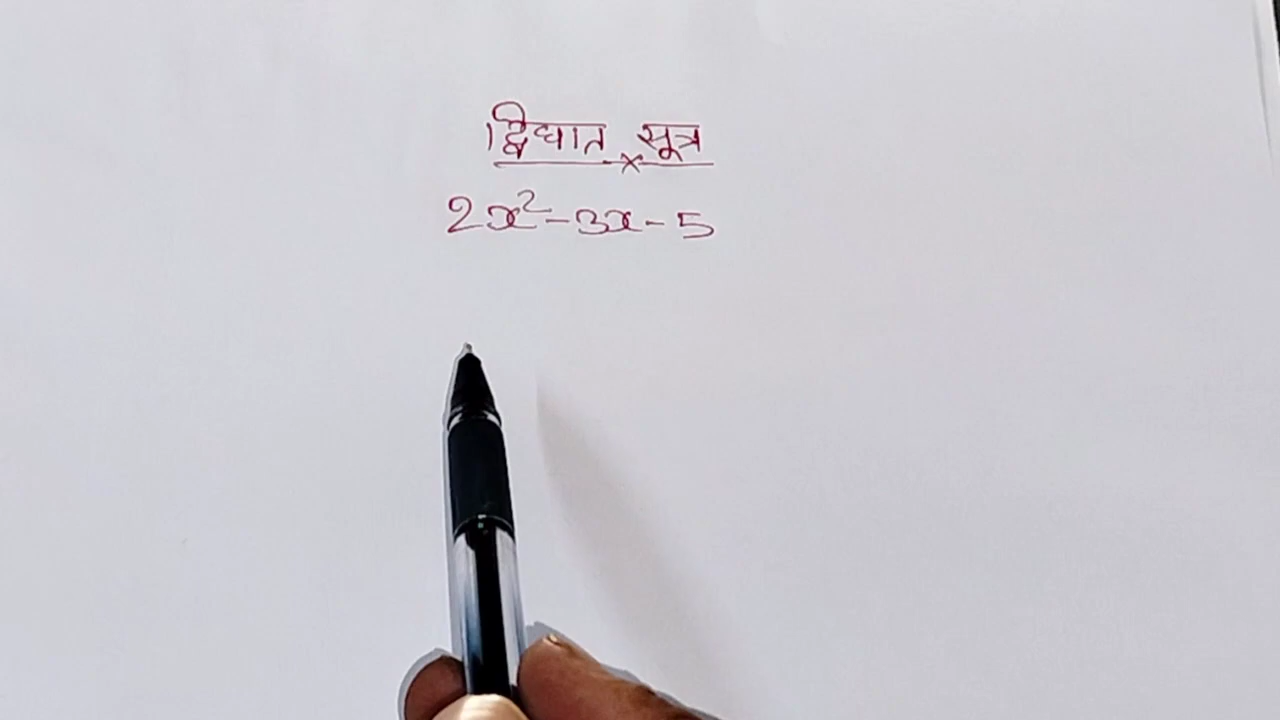 द्विघात सूत्र
2x² - 3x - 5